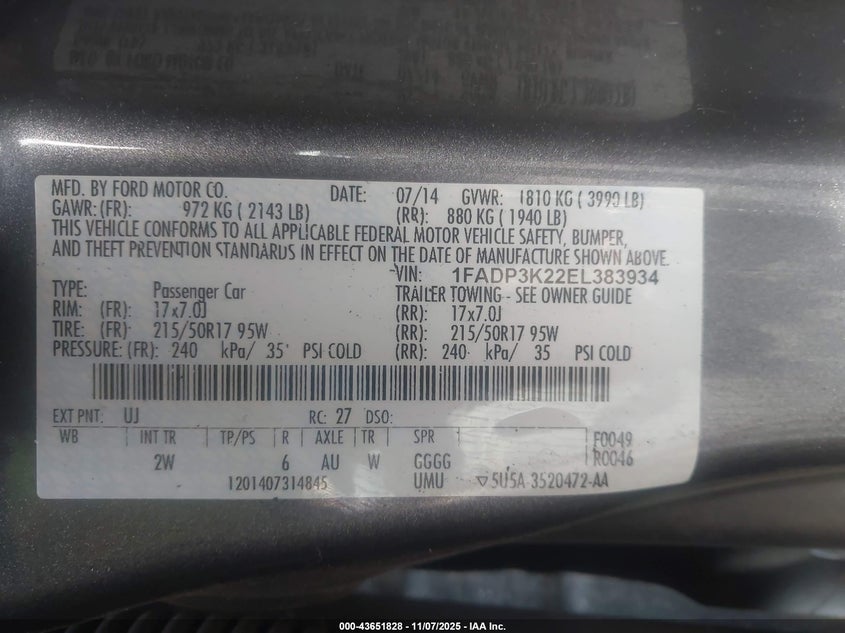 MFD. BY FORD MOTOR CO. DATE: 07/14 GVWR: 1810 KG ( 3990 LB)
GAWR: (FR): 972 KG ( 2143 LB) (RR): 880 KG ( 1940 LB)
THIS VEHICLE CONFORMS TO ALL APPLICABLE FEDERAL MOTOR VEHICLE SAFETY, BUMPER,
AND THEFT PREVENTION STANDARDS IN EFFECT ON THE DATE OF MANUFACTURE SHOWN ABOVE.
VIN: 1FADP3K22EL383934
TYPE: Passenger Car TRAILER TOWING - SEE OWNER GUIDE
RIM: (FR): 17x7.0J (RR): 17x7.0J
TIRE: (FR): 215/50R17 95W (RR): 215/50R17 95W
PRESSURE: (FR): 240 kPa/ 35 PSI COLD (RR): 240 kPa/ 35 PSI COLD
EXT PNT: UJ RC: 27 DSO:
WB INT TR TP/PS R AXLE TR SPR F0049
2W 6 AU W GGGG R0046
1201407314845 UMU ▽5U5A-3520472-AA
000-43651828 - 11/07/2025 - IAA Inc.